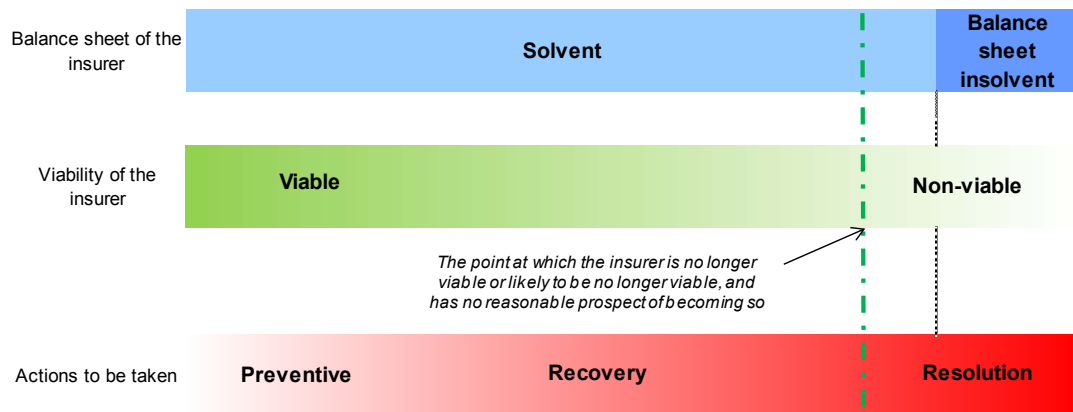 Balance sheet of the
insurer
Solvent
Balance
sheet
insolvent
Viability of the
insurer
Viable
Non-viable
The point at which the insurer is no longer
viable or likely to be no longer viable, and
has no reasonable prospect of becoming so
Actions to be taken
Preventive
Recovery
Resolution